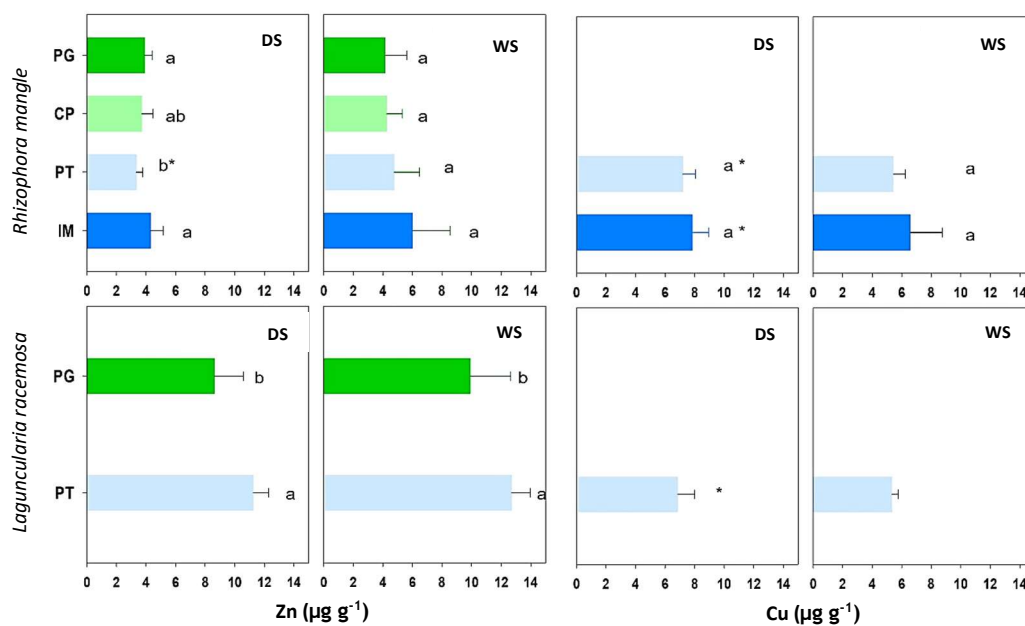 DS
WS
DS
WS
Rhizophora mangle
PG
a
a
CP
ab
a
PT
b*
a
a *
a
IM
a
a
a *
a
0 2 4 6 8 10 12 14
0 2 4 6 8 10 12 14
0 2 4 6 8 10 12 14
0 2 4 6 8 10 12 14
DS
WS
DS
WS
Laguncularia racemosa
PG
b
b
PT
a
a
*
0 2 4 6 8 10 12 14
0 2 4 6 8 10 12 14
0 2 4 6 8 10 12 14
0 2 4 6 8 10 12 14
Zn (µg g⁻¹)
Cu (µg g⁻¹)